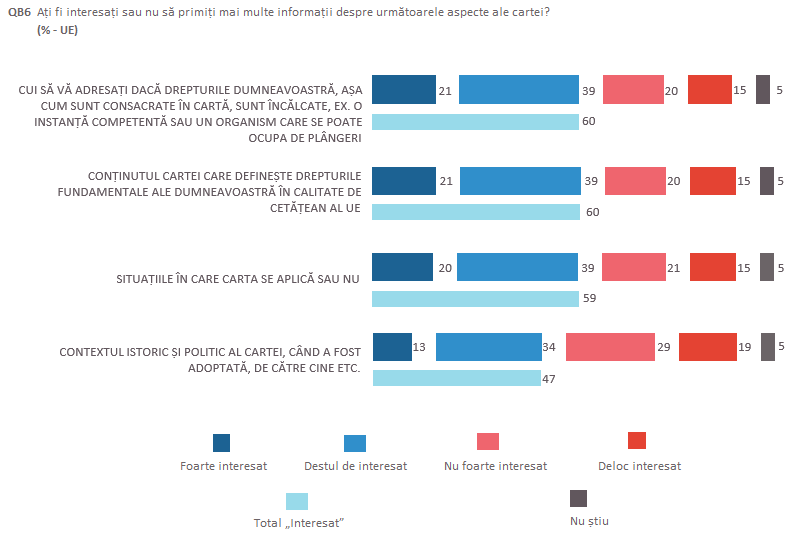 QB6 Ați fi interesați sau nu să primiți mai multe informații despre următoarele aspecte ale cartei?
(% - UE)
CUI SĂ VĂ ADRESAȚI DACĂ DREPTURILE DUMNEAVOASTRĂ, AȘA
CUM SUNT CONSACRATE ÎN CARTĂ, SUNT ÎNCĂLCATE, EX. O
INSTANȚĂ COMPETENTĂ SAU UN ORGANISM CARE SE POATE
OCUPA DE PLÂNGERI
21 39 20 15 5
60
CONȚINUTUL CARTEI CARE DEFINEȘTE DREPTURILE
FUNDAMENTALE ALE DUMNEAVOASTRĂ ÎN CALITATE DE
CETĂȚEAN AL UE
21 39 20 15 5
60
SITUAȚIILE ÎN CARE CARTA SE APLICĂ SAU NU
20 39 21 15 5
59
CONTEXTUL ISTORIC ȘI POLITIC AL CARTEI, CÂND A FOST
ADOPTATĂ, DE CĂTRE CINE ETC.
13 34 29 19 5
47
Foarte interesat Destul de interesat Nu foarte interesat Deloc interesat
Total „Interesat” Nu știu